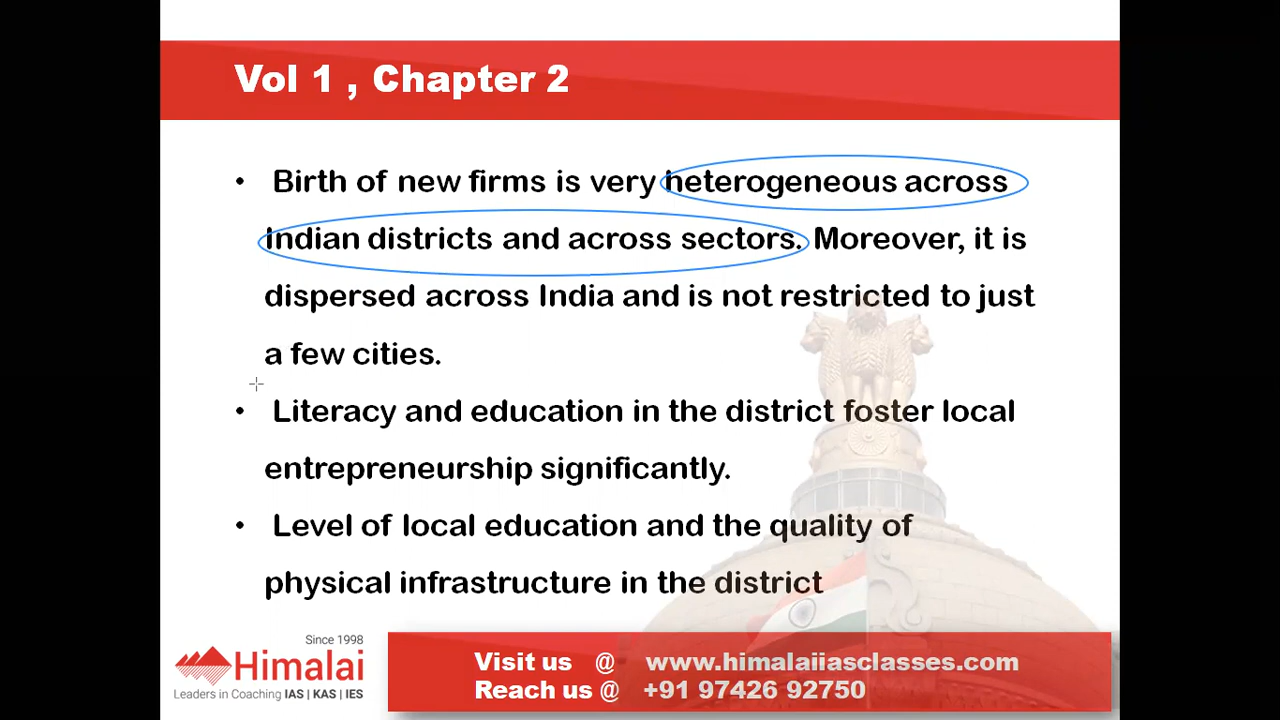 Vol 1 , Chapter 2
• Birth of new firms is very heterogeneous across
Indian districts and across sectors. Moreover, it is
dispersed across India and is not restricted to just
a few cities.
• Literacy and education in the district foster local
entrepreneurship significantly.
• Level of local education and the quality of
physical infrastructure in the district
Since 1998
Himalai
Leaders in Coaching IAS | KAS | IES
Visit us @ www.himalaiiasclasses.com
Reach us @ +91 97426 92750